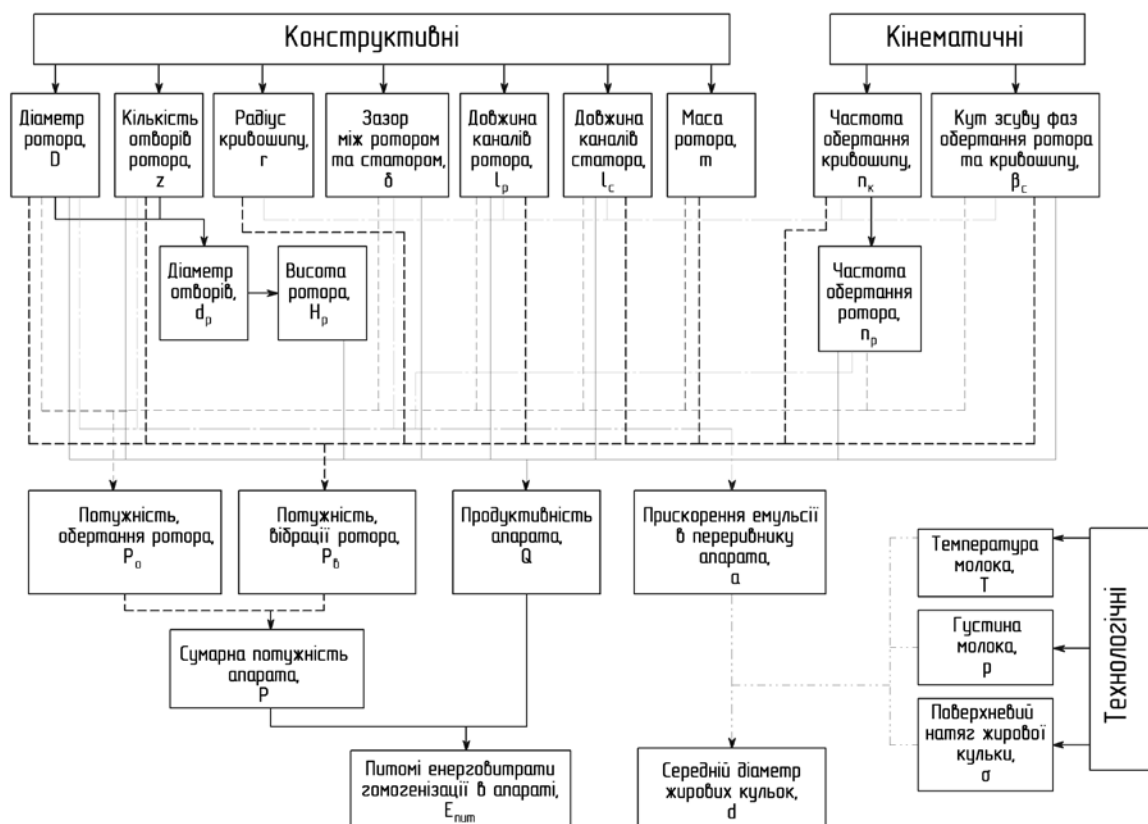 Конструктивні
Кінематичні
Діаметр
ротора,
D
Кількість
отворів
ротора,
z
Радіус
кривошипу,
r
Зазор
між ротором
та статором,
δ
Довжина
каналів
ротора,
lр
Довжина
каналів
статора,
lс
Маса
ротора,
m
Частота
обертання
кривошипу,
nк
Кут зсуву фаз
обертання ротора
та кривошипу,
βс
Діаметр
отворів,
dр
Висота
ротора,
Hр
Частота
обертання
ротора,
nр
Потужність,
обертання ротора,
Pо
Потужність,
вібрації ротора,
Pв
Продуктивність
апарата,
Q
Прискорення емульсії
в переривнику
апарата,
a
Температура
молока,
T
Густина
молока,
p
Поверхневий
натяг жирової
кульки,
σ
Технологічні
Сумарна потужність
апарата,
P
Питомі енерговитрати
гомогенізації в апараті,
Eпит
Середній діаметр
жирових кульок,
d